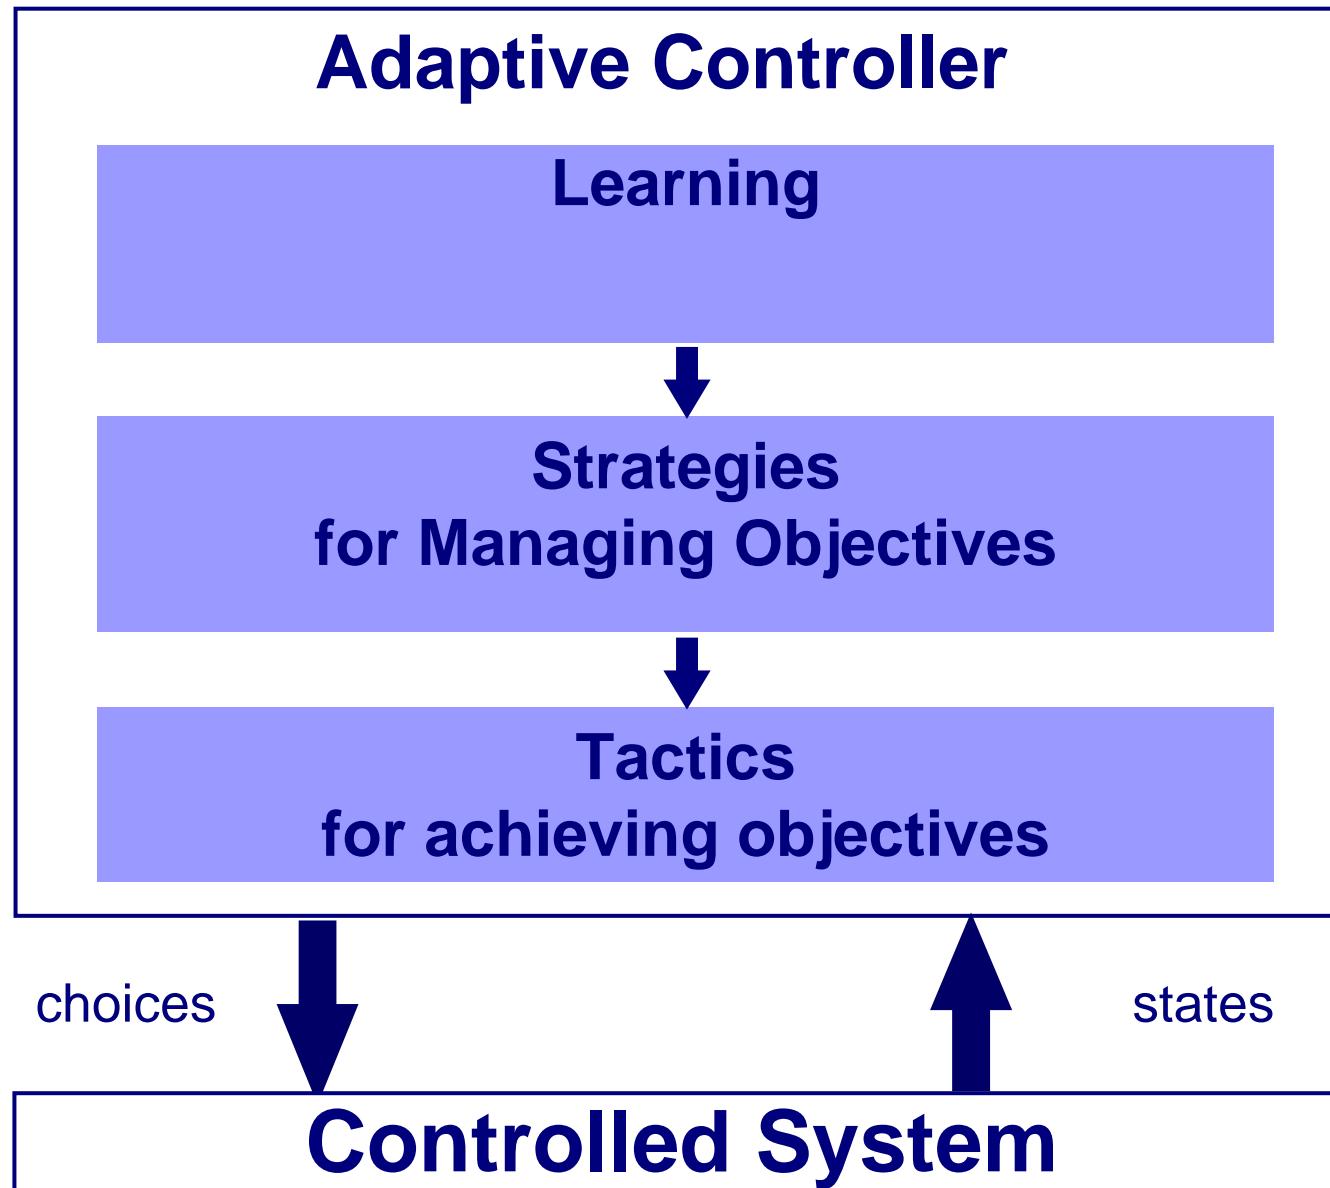 Adaptive Controller
Learning
Strategies
for Managing Objectives
Tactics
for achieving objectives
choices
states
Controlled System